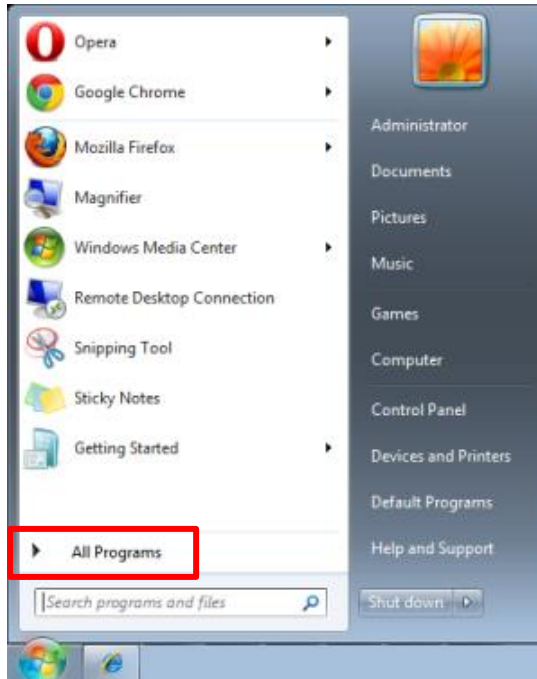 Opera
Google Chrome
Mozilla Firefox
Magnifier
Windows Media Center
Remote Desktop Connection
Snipping Tool
Sticky Notes
Getting Started
All Programs
Search programs and files
Administrator
Documents
Pictures
Music
Games
Computer
Control Panel
Devices and Printers
Default Programs
Help and Support
Shut down